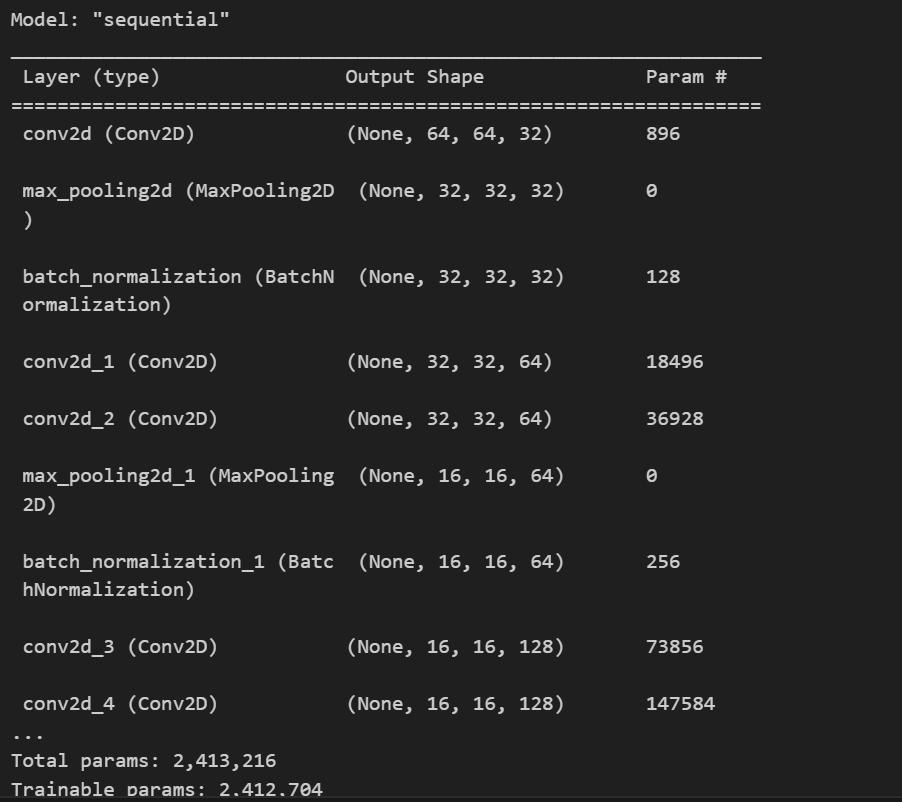 Model: "sequential"
_________________________________________________________________
 Layer (type)                Output Shape              Param #
=================================================================
 conv2d (Conv2D)             (None, 64, 64, 32)        896
 max_pooling2d (MaxPooling2D  (None, 32, 32, 32)       0
 )
 batch_normalization (BatchN  (None, 32, 32, 32)       128
 ormalization)
 conv2d_1 (Conv2D)           (None, 32, 32, 64)        18496
 conv2d_2 (Conv2D)           (None, 32, 32, 64)        36928
 max_pooling2d_1 (MaxPooling  (None, 16, 16, 64)       0
 2D)
 batch_normalization_1 (Batc  (None, 16, 16, 64)       256
 hNormalization)
 conv2d_3 (Conv2D)           (None, 16, 16, 128)       73856
 conv2d_4 (Conv2D)           (None, 16, 16, 128)       147584
...
Total params: 2,413,216
Trainable params: 2,412,704